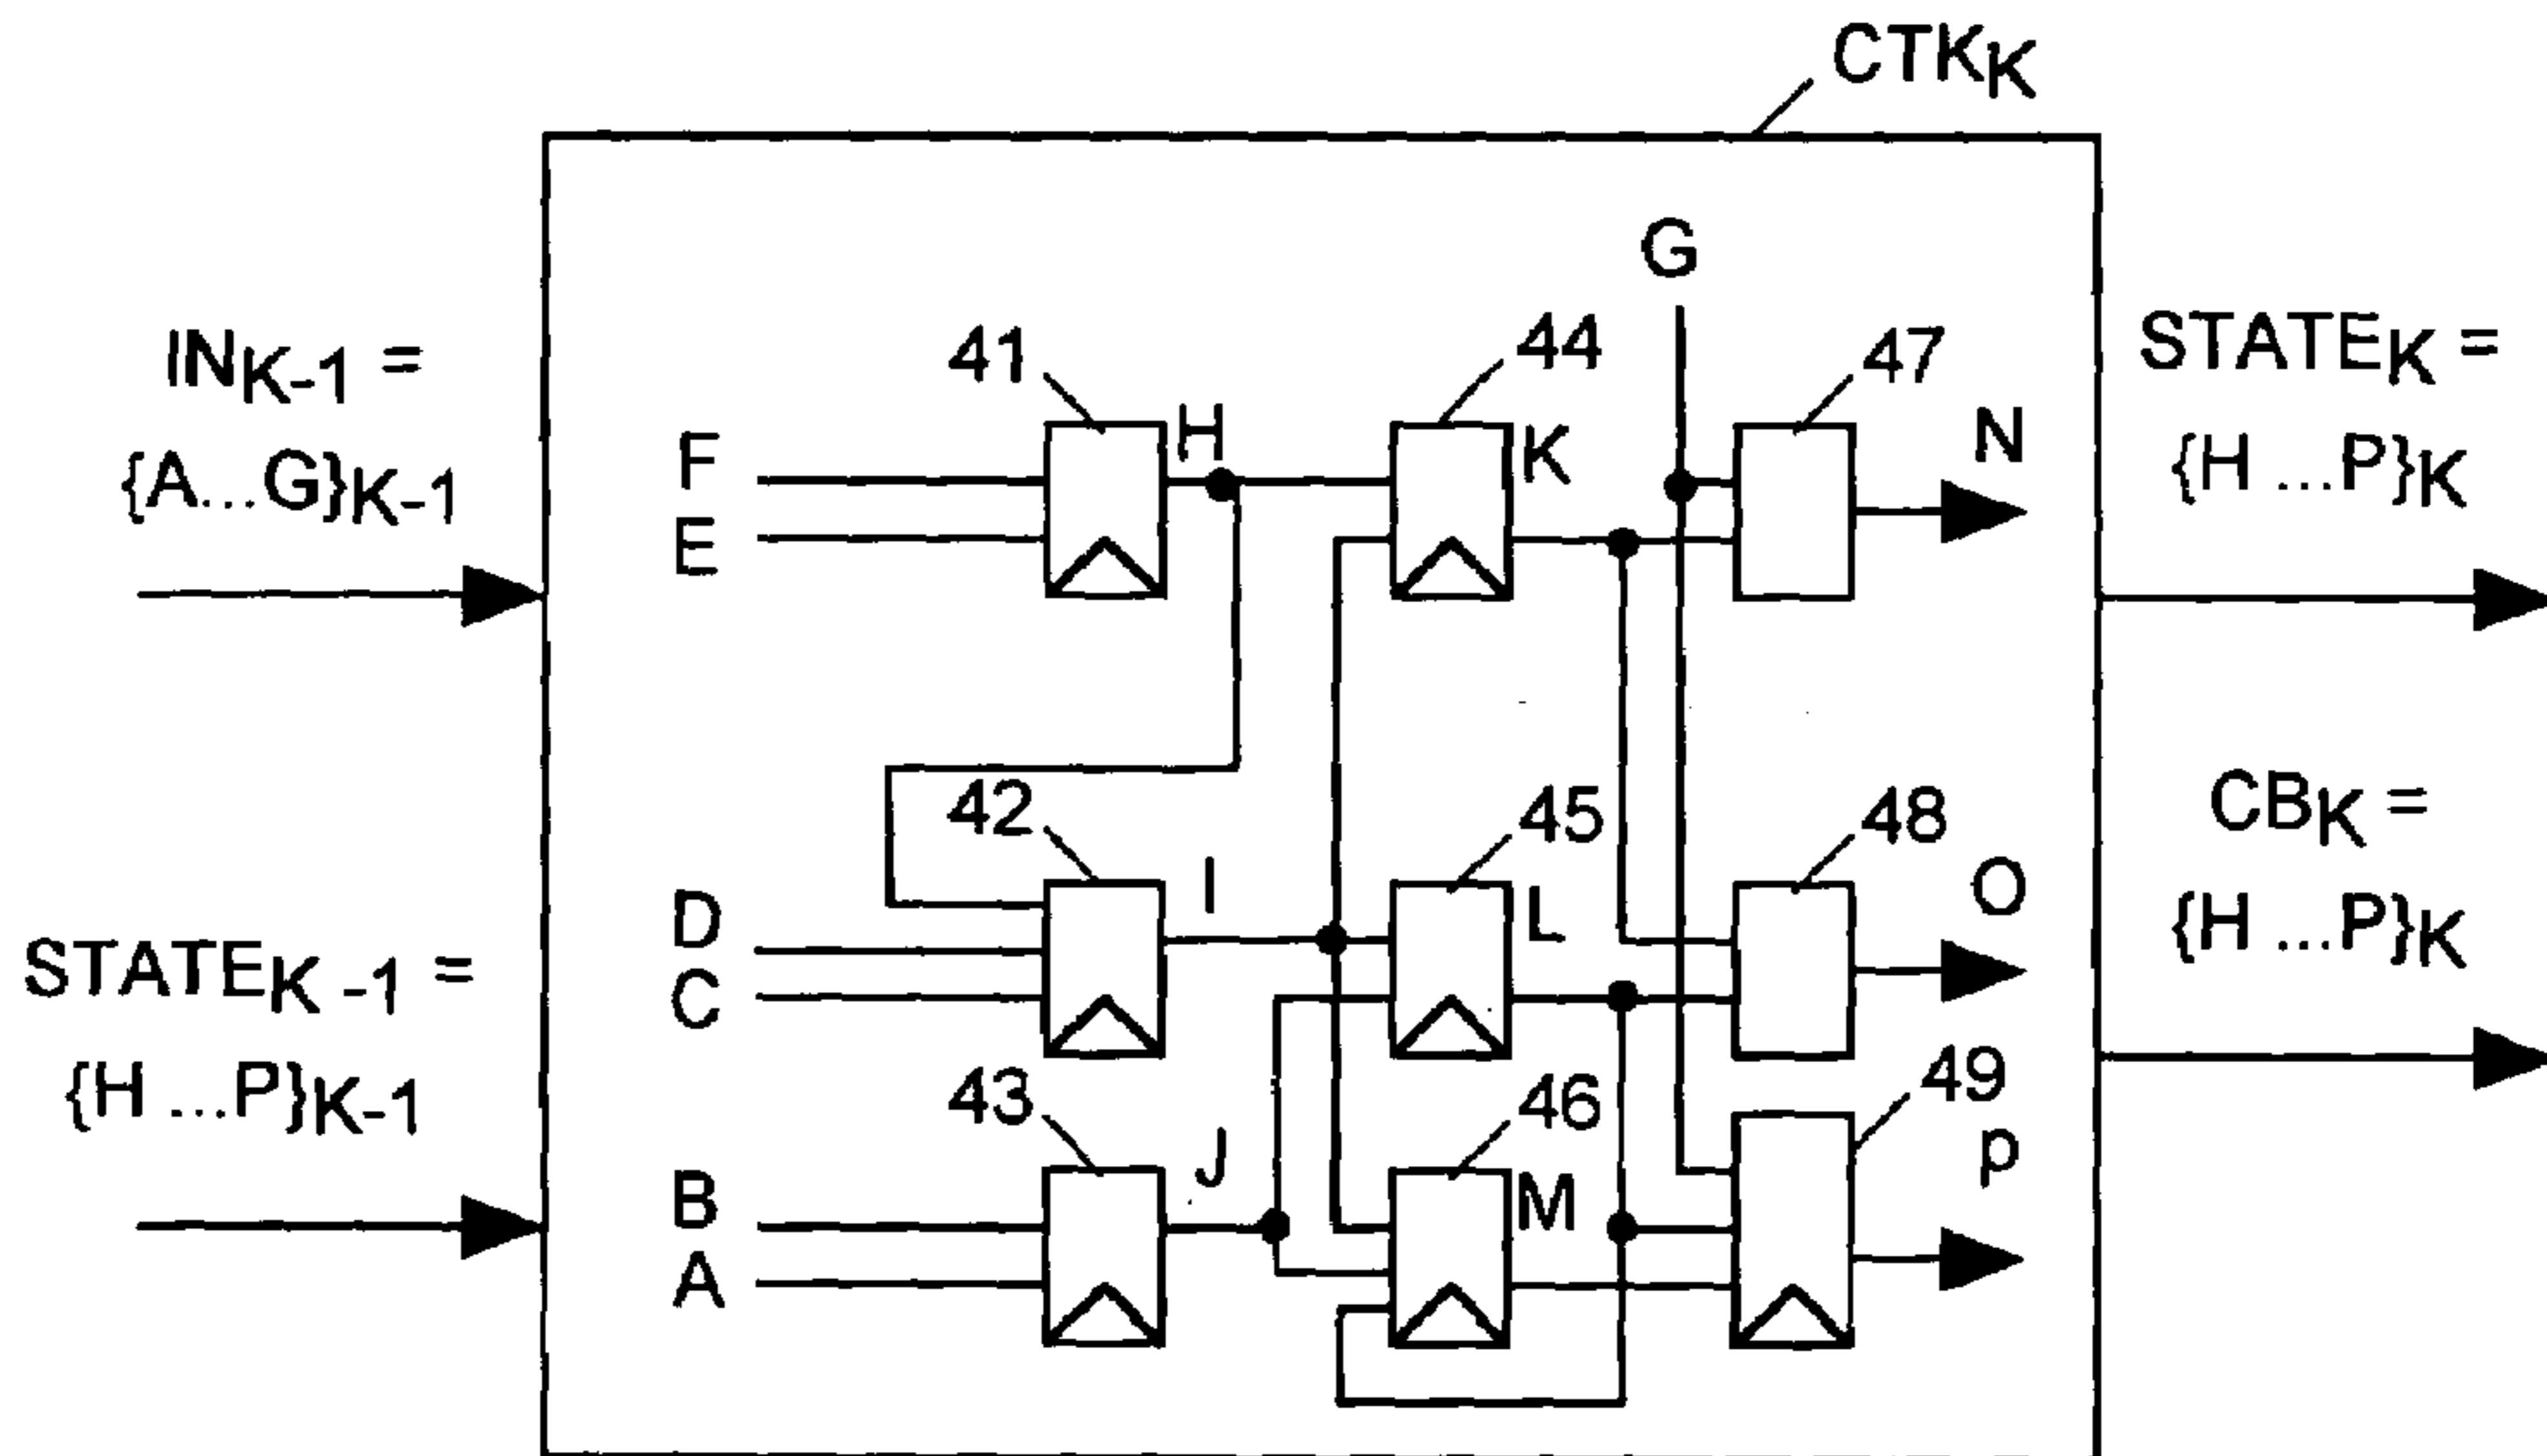 CTKK
INK-1 =
{A...G}K-1
STATEK-1 =
{H ...P}K-1
G
41
H
44
K
47
N
F
E
42
I
45
L
48
O
D
C
43
J
46
M
49
p
B
A
STATEK =
{H ...P}K
CBK =
{H ...P}K